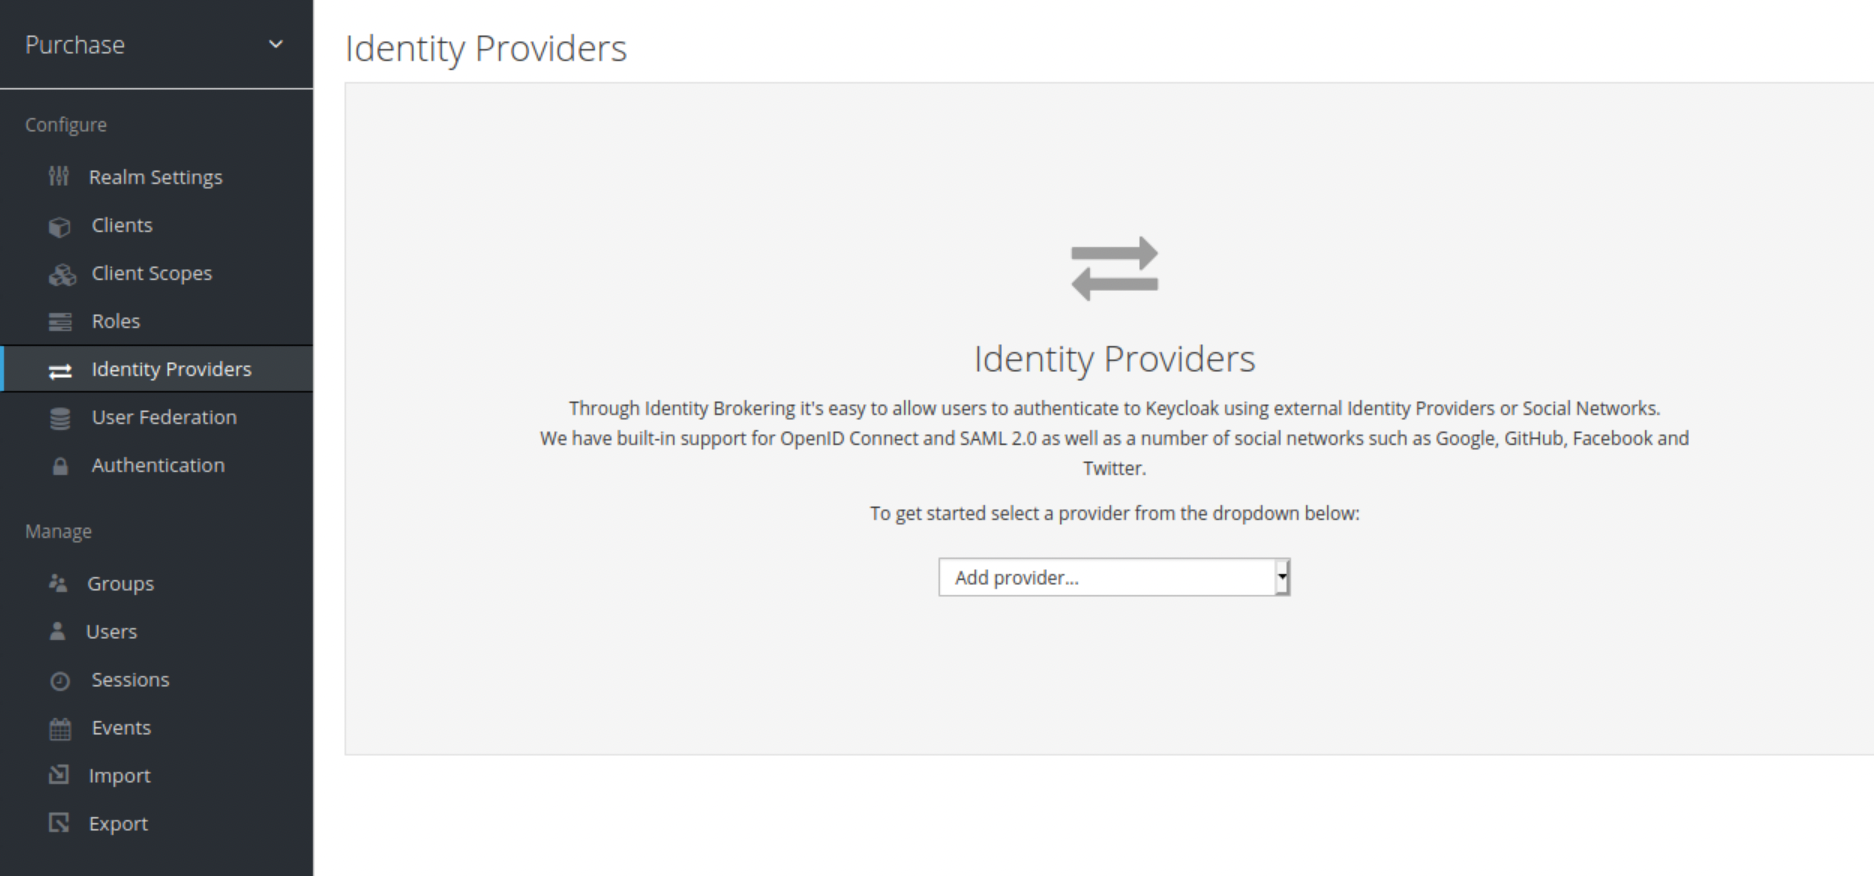 Purchase
Configure
Realm Settings
Clients
Client Scopes
Roles
Identity Providers
User Federation
Authentication
Manage
Groups
Users
Sessions
Events
Import
Export
Identity Providers
Identity Providers
Through Identity Brokering it's easy to allow users to authenticate to Keycloak using external Identity Providers or Social Networks.
We have built-in support for OpenID Connect and SAML 2.0 as well as a number of social networks such as Google, GitHub, Facebook and
Twitter.
To get started select a provider from the dropdown below:
Add provider...